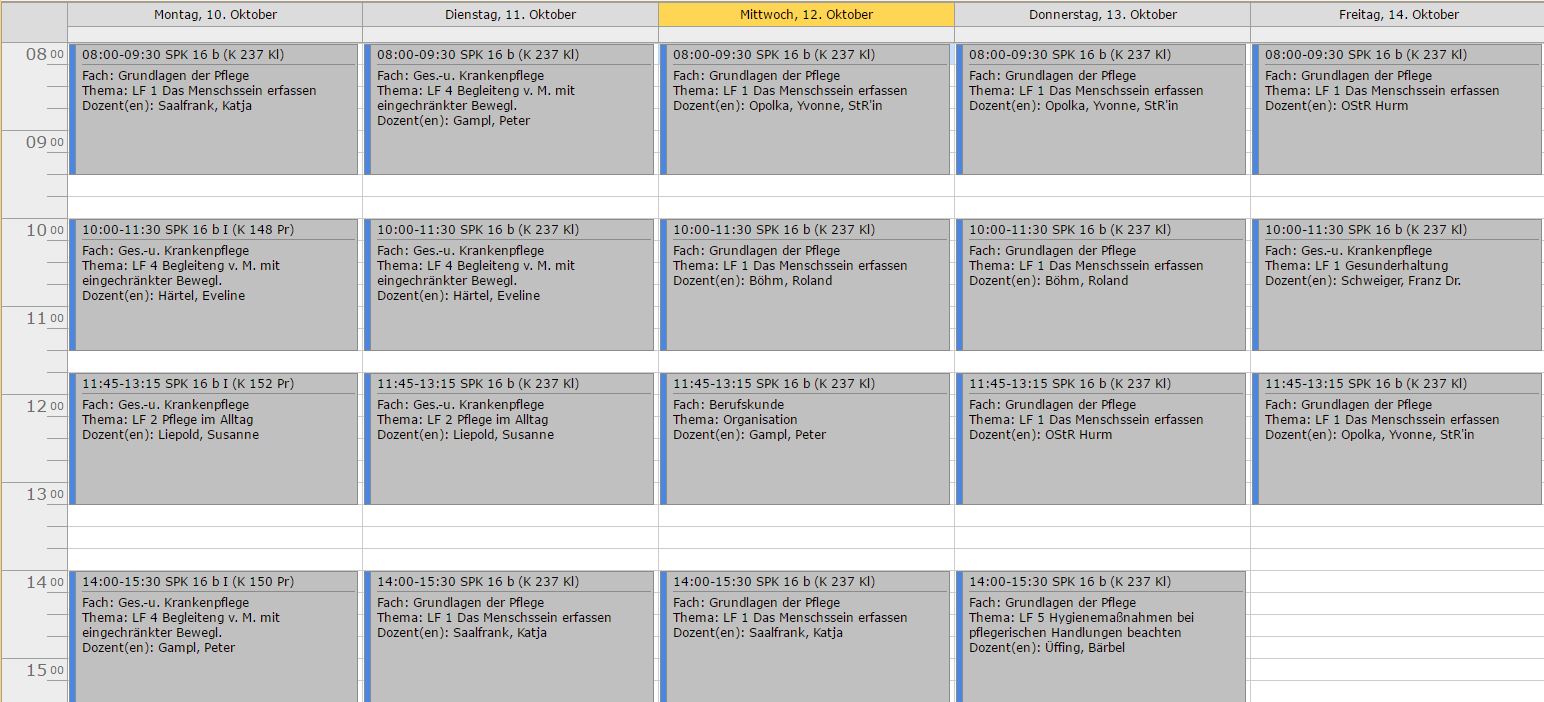 Montag, 10. Oktober
Dienstag, 11. Oktober
Mittwoch, 12. Oktober
Donnerstag, 13. Oktober
Freitag, 14. Oktober
08 00
08:00-09:30 SPK 16 b (K 237 Kl)
Fach: Grundlagen der Pflege
Thema: LF 1 Das Menschssein erfassen
Dozent(en): Saalfrank, Katja
08:00-09:30 SPK 16 b (K 237 Kl)
Fach: Ges.-u. Krankenpflege
Thema: LF 4 Begleiteng v. M. mit
eingechränkter Bewegl.
Dozent(en): Gampl, Peter
08:00-09:30 SPK 16 b (K 237 Kl)
Fach: Grundlagen der Pflege
Thema: LF 1 Das Menschssein erfassen
Dozent(en): Opolka, Yvonne, StR'in
08:00-09:30 SPK 16 b (K 237 Kl)
Fach: Grundlagen der Pflege
Thema: LF 1 Das Menschssein erfassen
Dozent(en): Opolka, Yvonne, StR'in
08:00-09:30 SPK 16 b (K 237 Kl)
Fach: Grundlagen der Pflege
Thema: LF 1 Das Menschssein erfassen
Dozent(en): OStR Hurm
09 00
10 00
10:00-11:30 SPK 16 b I (K 148 Pr)
Fach: Ges.-u. Krankenpflege
Thema: LF 4 Begleiteng v. M. mit
eingechränkter Bewegl.
Dozent(en): Härtel, Eveline
10:00-11:30 SPK 16 b (K 237 Kl)
Fach: Ges.-u. Krankenpflege
Thema: LF 4 Begleiteng v. M. mit
eingechränkter Bewegl.
Dozent(en): Härtel, Eveline
10:00-11:30 SPK 16 b (K 237 Kl)
Fach: Grundlagen der Pflege
Thema: LF 1 Das Menschssein erfassen
Dozent(en): Böhm, Roland
10:00-11:30 SPK 16 b (K 237 Kl)
Fach: Grundlagen der Pflege
Thema: LF 1 Das Menschssein erfassen
Dozent(en): Böhm, Roland
10:00-11:30 SPK 16 b (K 237 Kl)
Fach: Ges.-u. Krankenpflege
Thema: LF 1 Gesunderhaltung
Dozent(en): Schweiger, Franz Dr.
11 00
11:45-13:15 SPK 16 b I (K 152 Pr)
Fach: Ges.-u. Krankenpflege
Thema: LF 2 Pflege im Alltag
Dozent(en): Liepold, Susanne
11:45-13:15 SPK 16 b (K 237 Kl)
Fach: Ges.-u. Krankenpflege
Thema: LF 2 Pflege im Alltag
Dozent(en): Liepold, Susanne
11:45-13:15 SPK 16 b (K 237 Kl)
Fach: Berufskunde
Thema: Organisation
Dozent(en): Gampl, Peter
11:45-13:15 SPK 16 b (K 237 Kl)
Fach: Grundlagen der Pflege
Thema: LF 1 Das Menschssein erfassen
Dozent(en): OStR Hurm
11:45-13:15 SPK 16 b (K 237 Kl)
Fach: Grundlagen der Pflege
Thema: LF 1 Das Menschssein erfassen
Dozent(en): Opolka, Yvonne, StR'in
12 00
13 00
14 00
14:00-15:30 SPK 16 b I (K 150 Pr)
Fach: Ges.-u. Krankenpflege
Thema: LF 4 Begleiteng v. M. mit
eingechränkter Bewegl.
Dozent(en): Gampl, Peter
14:00-15:30 SPK 16 b (K 237 Kl)
Fach: Grundlagen der Pflege
Thema: LF 1 Das Menschssein erfassen
Dozent(en): Saalfrank, Katja
14:00-15:30 SPK 16 b (K 237 Kl)
Fach: Grundlagen der Pflege
Thema: LF 1 Das Menschssein erfassen
Dozent(en): Saalfrank, Katja
14:00-15:30 SPK 16 b (K 237 Kl)
Fach: Grundlagen der Pflege
Thema: LF 5 Hygienemaßnahmen bei
pflegerischen Handlungen beachten
Dozent(en): Üffing, Bärbel
15 00